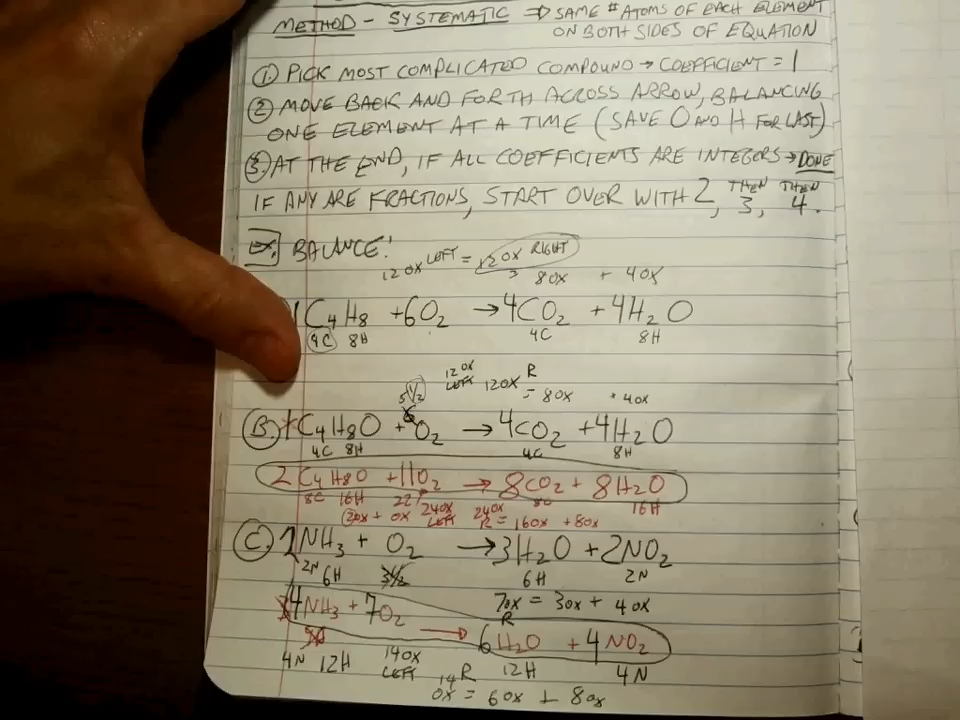 METHOD - SYSTEMATIC ⇒ SAME # ATOMS OF EACH ELEMENT
ON BOTH SIDES OF EQUATION
① PICK MOST COMPLICATED COMPOUND → COEFFICIENT = 1
② MOVE BACK AND FORTH ACROSS ARROW, BALANCING
ONE ELEMENT AT A TIME (SAVE O AND H FOR LAST)
③ AT THE END, IF ALL COEFFICIENTS ARE INTEGERS → DONE
IF ANY ARE FRACTIONS, START OVER WITH 2, THEN 3, THEN 4.
EX. BALANCE!
12 OX LEFT = 12 OX RIGHT
8 OX + 4 OX
1 C4H8 + 6O2 → 4CO2 + 4H2O
4C 8H 4C 8H
12 OX LEFT 12 OX R = 8 OX + 4 OX
5 1/2
B. 1 C4H8O + O2 → 4CO2 + 4H2O
4C 8H 4C 8H
2 C4H8O + 11O2 → 8CO2 + 8H2O
8C 16H 22 8C 16H
2 OX + OX 24 OX LEFT 24 OX R = 16 OX + 8 OX
C. 2NH3 + O2 → 3H2O + 2NO2
2N 6H 3 1/2 6H 2N
7 OX R = 3 OX + 4 OX
4NH3 + 7O2 → 6H2O + 4NO2
4N 12H 14 OX LEFT 12H 4N
14 OX R = 6 OX + 8 OX